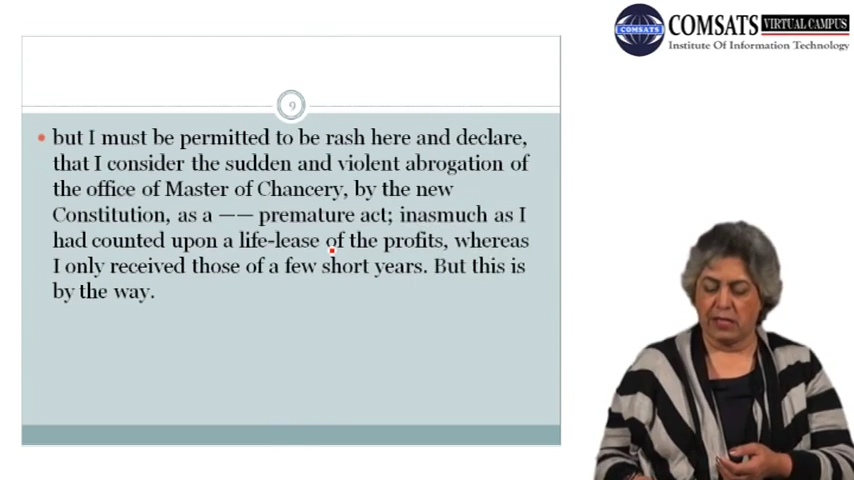 COMSATS VIRTUAL CAMPUS
COMSATS
Institute Of Information Technology
9
• but I must be permitted to be rash here and declare,
that I consider the sudden and violent abrogation of
the office of Master of Chancery, by the new
Constitution, as a —— premature act; inasmuch as I
had counted upon a life-lease of the profits, whereas
I only received those of a few short years. But this is
by the way.